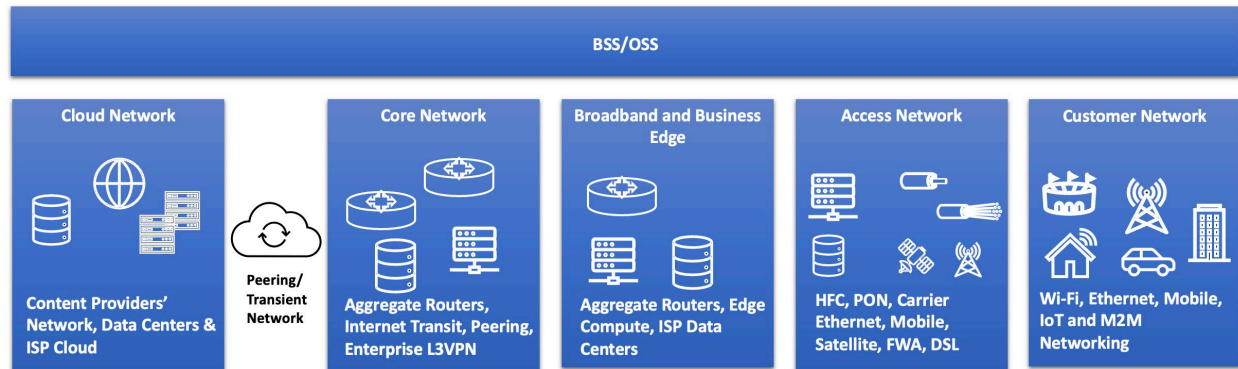 BSS/OSS
Cloud Network
Content Providers’
Network, Data Centers &
ISP Cloud
Peering/
Transient
Network
Core Network
Aggregate Routers,
Internet Transit, Peering,
Enterprise L3VPN
Broadband and Business
Edge
Aggregate Routers, Edge
Compute, ISP Data
Centers
Access Network
HFC, PON, Carrier
Ethernet, Mobile,
Satellite, FWA, DSL
Customer Network
Wi-Fi, Ethernet, Mobile,
IoT and M2M
Networking